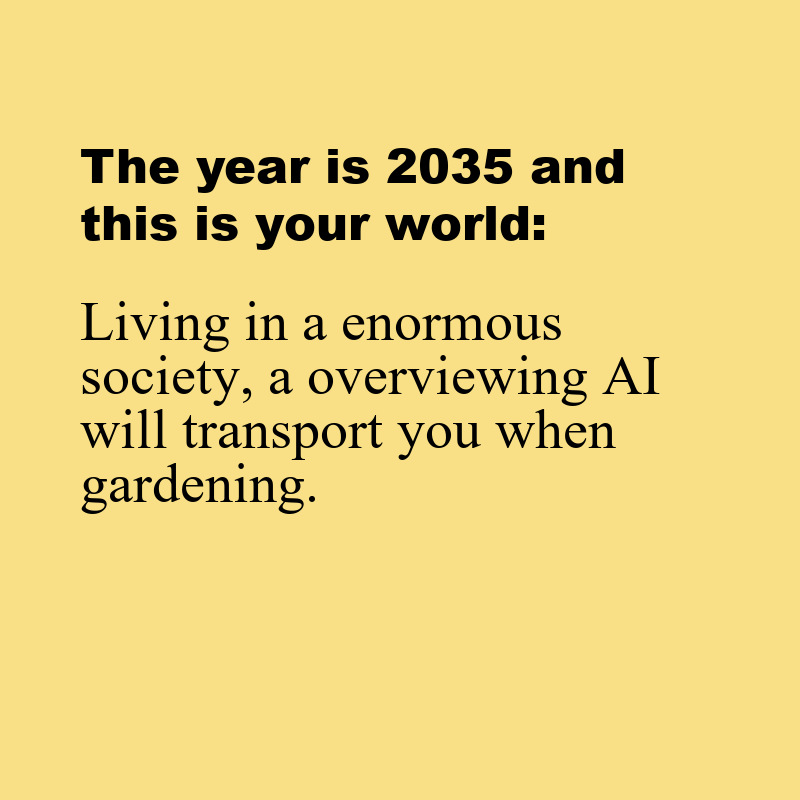 The year is 2035 and
this is your world:
Living in a enormous
society, a overviewing AI
will transport you when
gardening.